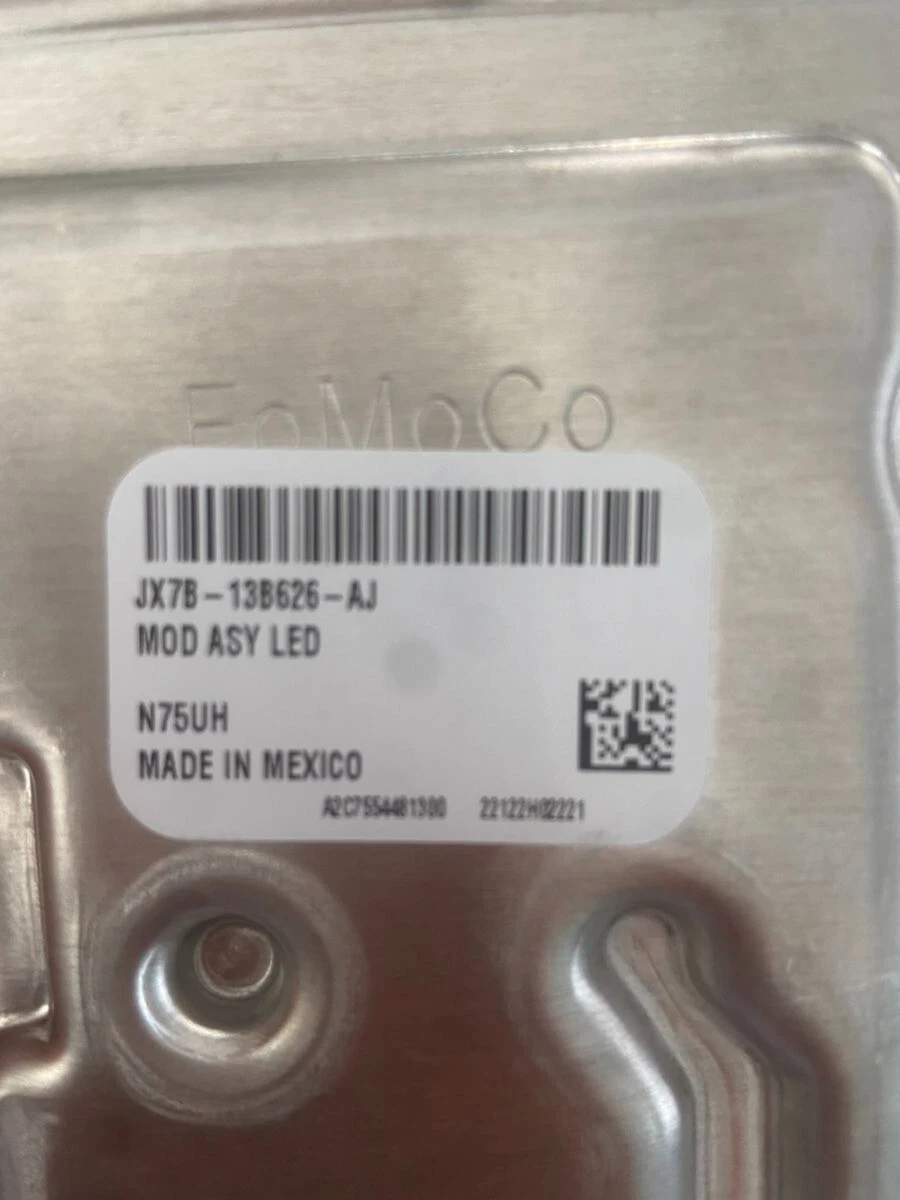 FoMoCo
JX7B-13B626-AJ
MOD ASY LED
N75UH
MADE IN MEXICO
A2C7554481300 22122H02221